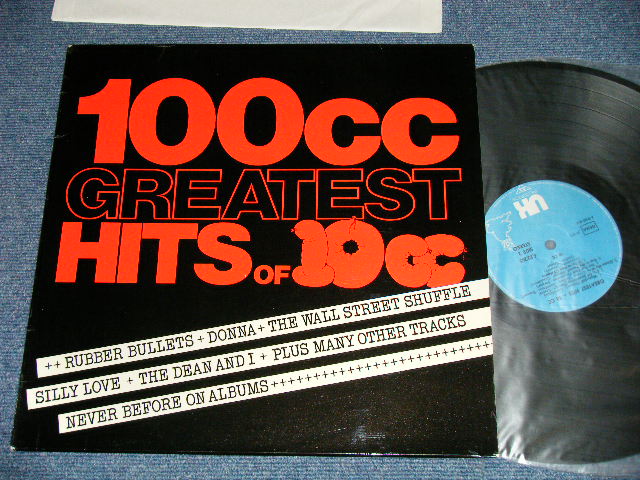 100cc
GREATEST
HITS OF 10cc
++ RUBBER BULLETS + DONNA + THE WALL STREET SHUFFLE
SILLY LOVE + THE DEAN AND I + PLUS MANY OTHER TRACKS
NEVER BEFORE ON ALBUMS ++++++++++++++++++++++++
UK